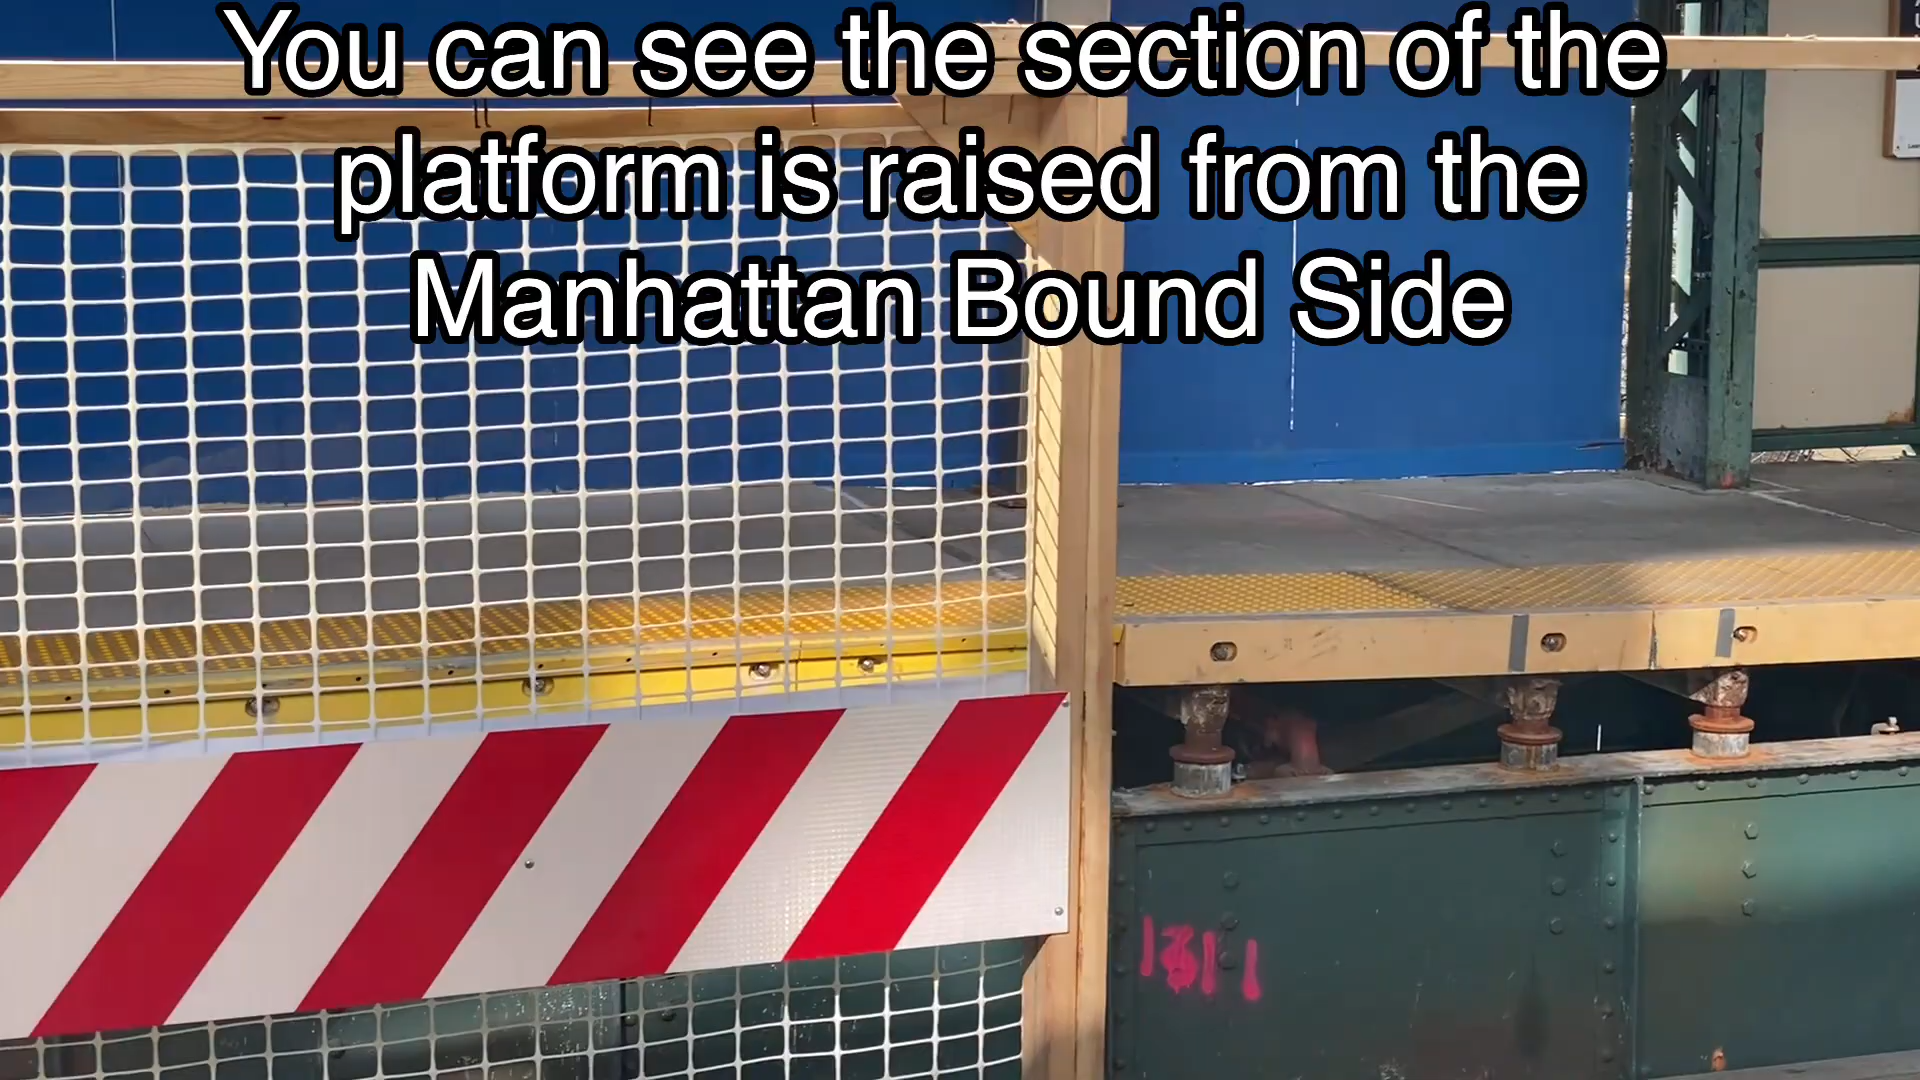 You can see the section of the
platform is raised from the
Manhattan Bound Side